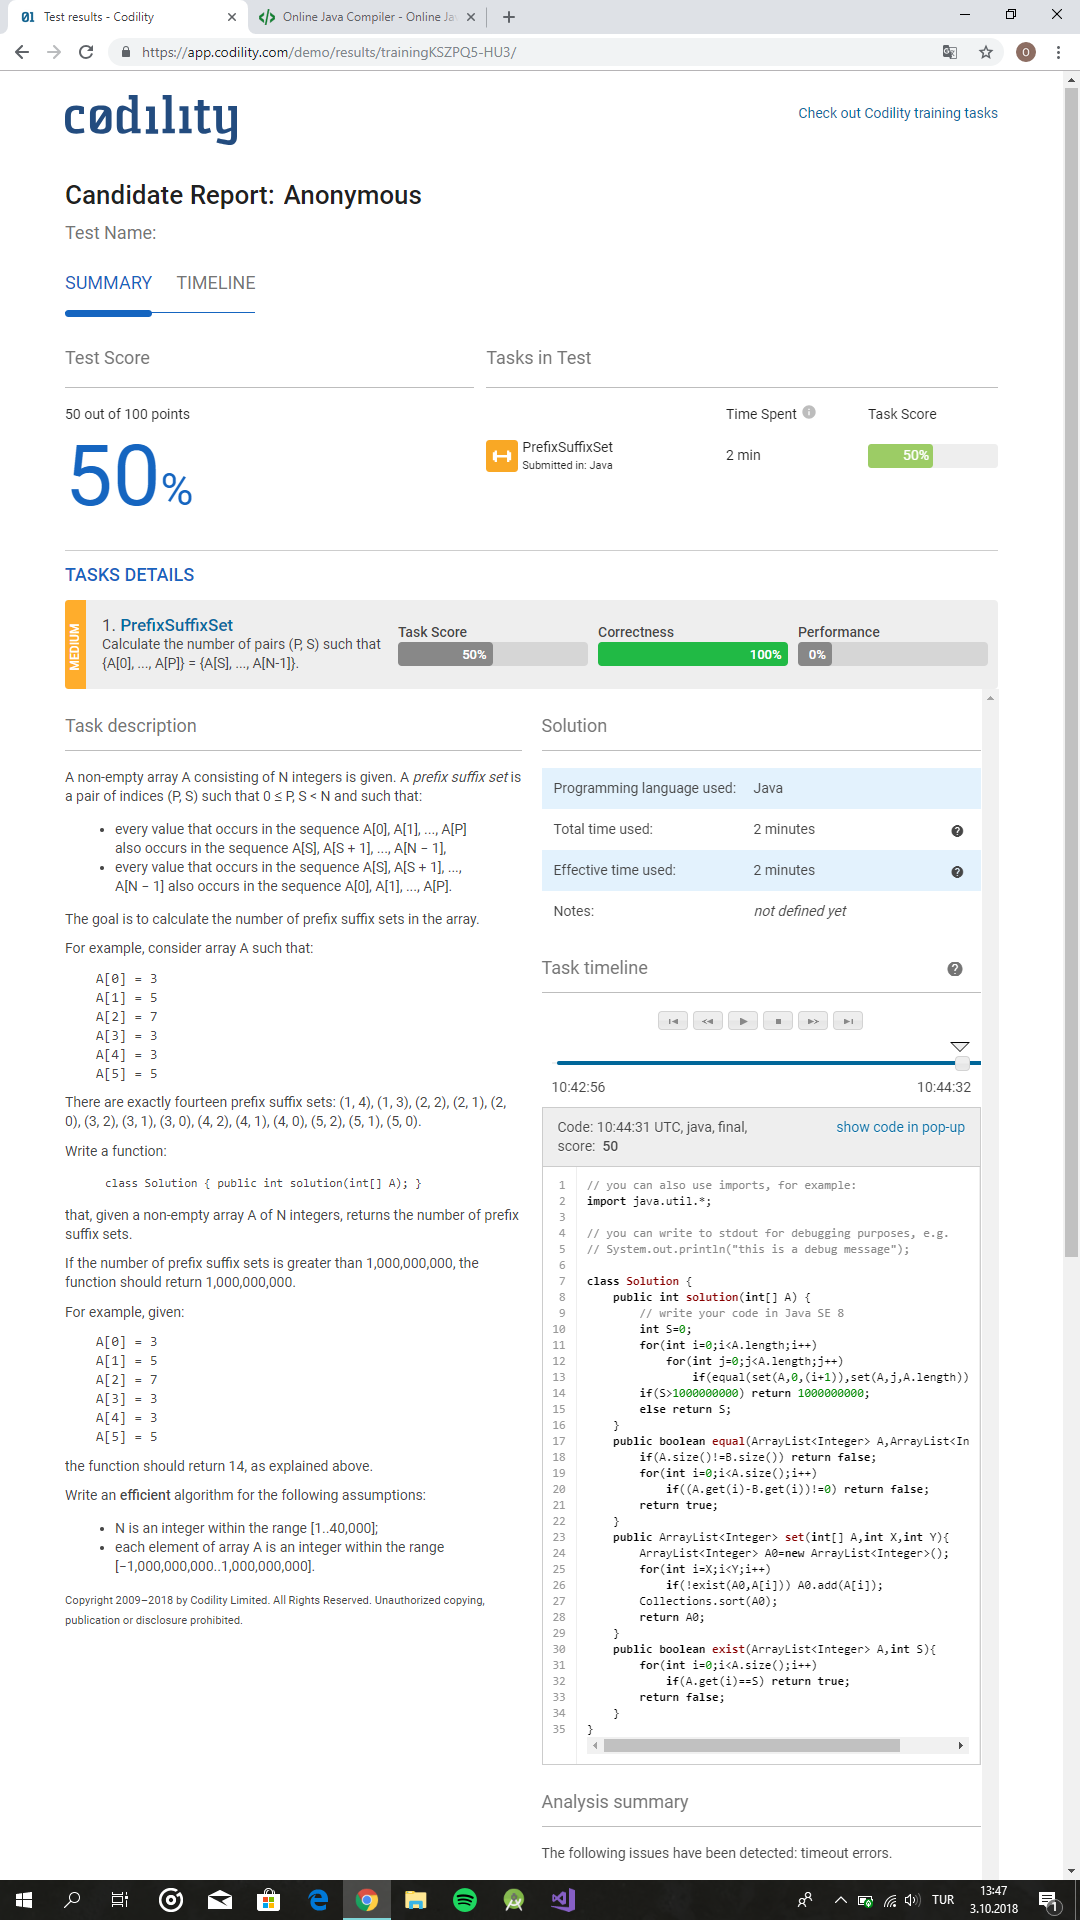 Test results - Codility
Online Java Compiler - Online Ja
https://app.codility.com/demo/results/trainingKSZPQ5-HU3/
O
codility
Check out Codility training tasks
Candidate Report: Anonymous
Test Name:
SUMMARY TIMELINE
Test Score
Tasks in Test
50 out of 100 points
50%
Time Spent
Task Score
PrefixSuffixSet
Submitted in: Java
2 min
50%
TASKS DETAILS
MEDIUM
1. PrefixSuffixSet
Calculate the number of pairs (P, S) such that
{A[0], ..., A[P]} = {A[S], ..., A[N-1]}.
Task Score
50%
Correctness
100%
Performance
0%
Task description
A non-empty array A consisting of N integers is given. A prefix suffix set is
a pair of indices (P, S) such that 0 ≤ P, S < N and such that:
• every value that occurs in the sequence A[0], A[1], ..., A[P]
also occurs in the sequence A[S], A[S + 1], ..., A[N − 1],
• every value that occurs in the sequence A[S], A[S + 1], ...,
A[N − 1] also occurs in the sequence A[0], A[1], ..., A[P].
The goal is to calculate the number of prefix suffix sets in the array.
For example, consider array A such that:
A[0] = 3
A[1] = 5
A[2] = 7
A[3] = 3
A[4] = 3
A[5] = 5
There are exactly fourteen prefix suffix sets: (1, 4), (1, 3), (2, 2), (2, 1), (2,
0), (3, 2), (3, 1), (3, 0), (4, 2), (4, 1), (4, 0), (5, 2), (5, 1), (5, 0).
Write a function:
class Solution { public int solution(int[] A); }
that, given a non-empty array A of N integers, returns the number of prefix
suffix sets.
If the number of prefix suffix sets is greater than 1,000,000,000, the
function should return 1,000,000,000.
For example, given:
A[0] = 3
A[1] = 5
A[2] = 7
A[3] = 3
A[4] = 3
A[5] = 5
the function should return 14, as explained above.
Write an efficient algorithm for the following assumptions:
• N is an integer within the range [1..40,000];
• each element of array A is an integer within the range
[−1,000,000,000..1,000,000,000].
Copyright 2009–2018 by Codility Limited. All Rights Reserved. Unauthorized copying,
publication or disclosure prohibited.
Solution
Programming language used: Java
Total time used: 2 minutes
Effective time used: 2 minutes
Notes: not defined yet
Task timeline
10:42:56
10:44:32
Code: 10:44:31 UTC, java, final,
score: 50
show code in pop-up
1 // you can also use imports, for example:
2 import java.util.*;
3
4 // you can write to stdout for debugging purposes, e.g.
5 // System.out.println("this is a debug message");
6
7 class Solution {
8 public int solution(int[] A) {
9 // write your code in Java SE 8
10 int S=0;
11 for(int i=0;i<A.length;i++)
12 for(int j=0;j<A.length;j++)
13 if(equal(set(A,0,(i+1)),set(A,j,A.length))
14 if(S>1000000000) return 1000000000;
15 else return S;
16 }
17 public boolean equal(ArrayList<Integer> A,ArrayList<In
18 if(A.size()!=B.size()) return false;
19 for(int i=0;i<A.size();i++)
20 if((A.get(i)-B.get(i))!=0) return false;
21 return true;
22 }
23 public ArrayList<Integer> set(int[] A,int X,int Y){
24 ArrayList<Integer> A0=new ArrayList<Integer>();
25 for(int i=X;i<Y;i++)
26 if(!exist(A0,A[i])) A0.add(A[i]);
27 Collections.sort(A0);
28 return A0;
29 }
30 public boolean exist(ArrayList<Integer> A,int S){
31 for(int i=0;i<A.size();i++)
32 if(A.get(i)==S) return true;
33 return false;
34 }
35 }
Analysis summary
The following issues have been detected: timeout errors.
TUR
13:47
3.10.2018
1